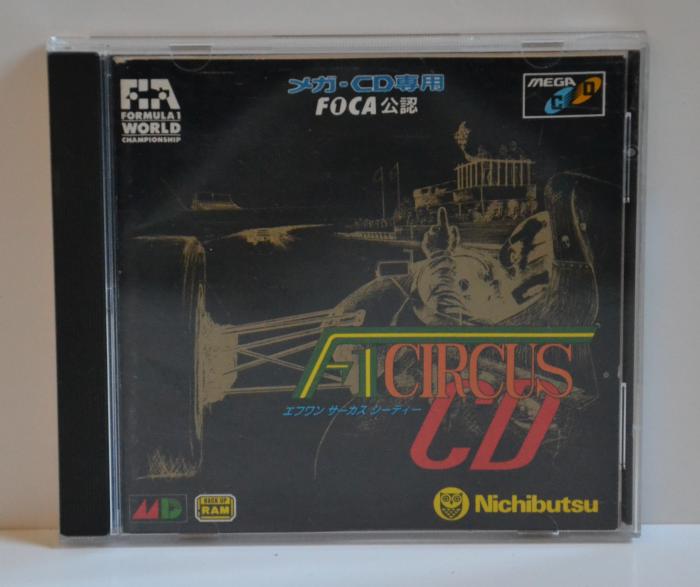 FIA
FORMULA 1
WORLD
CHAMPIONSHIP
メガ-CD専用
FOCA公認
MEGA
CD
F1 CIRCUS
エフワン サーカス シーディー
CD
MD
BACK UP
RAM
Nichibutsu